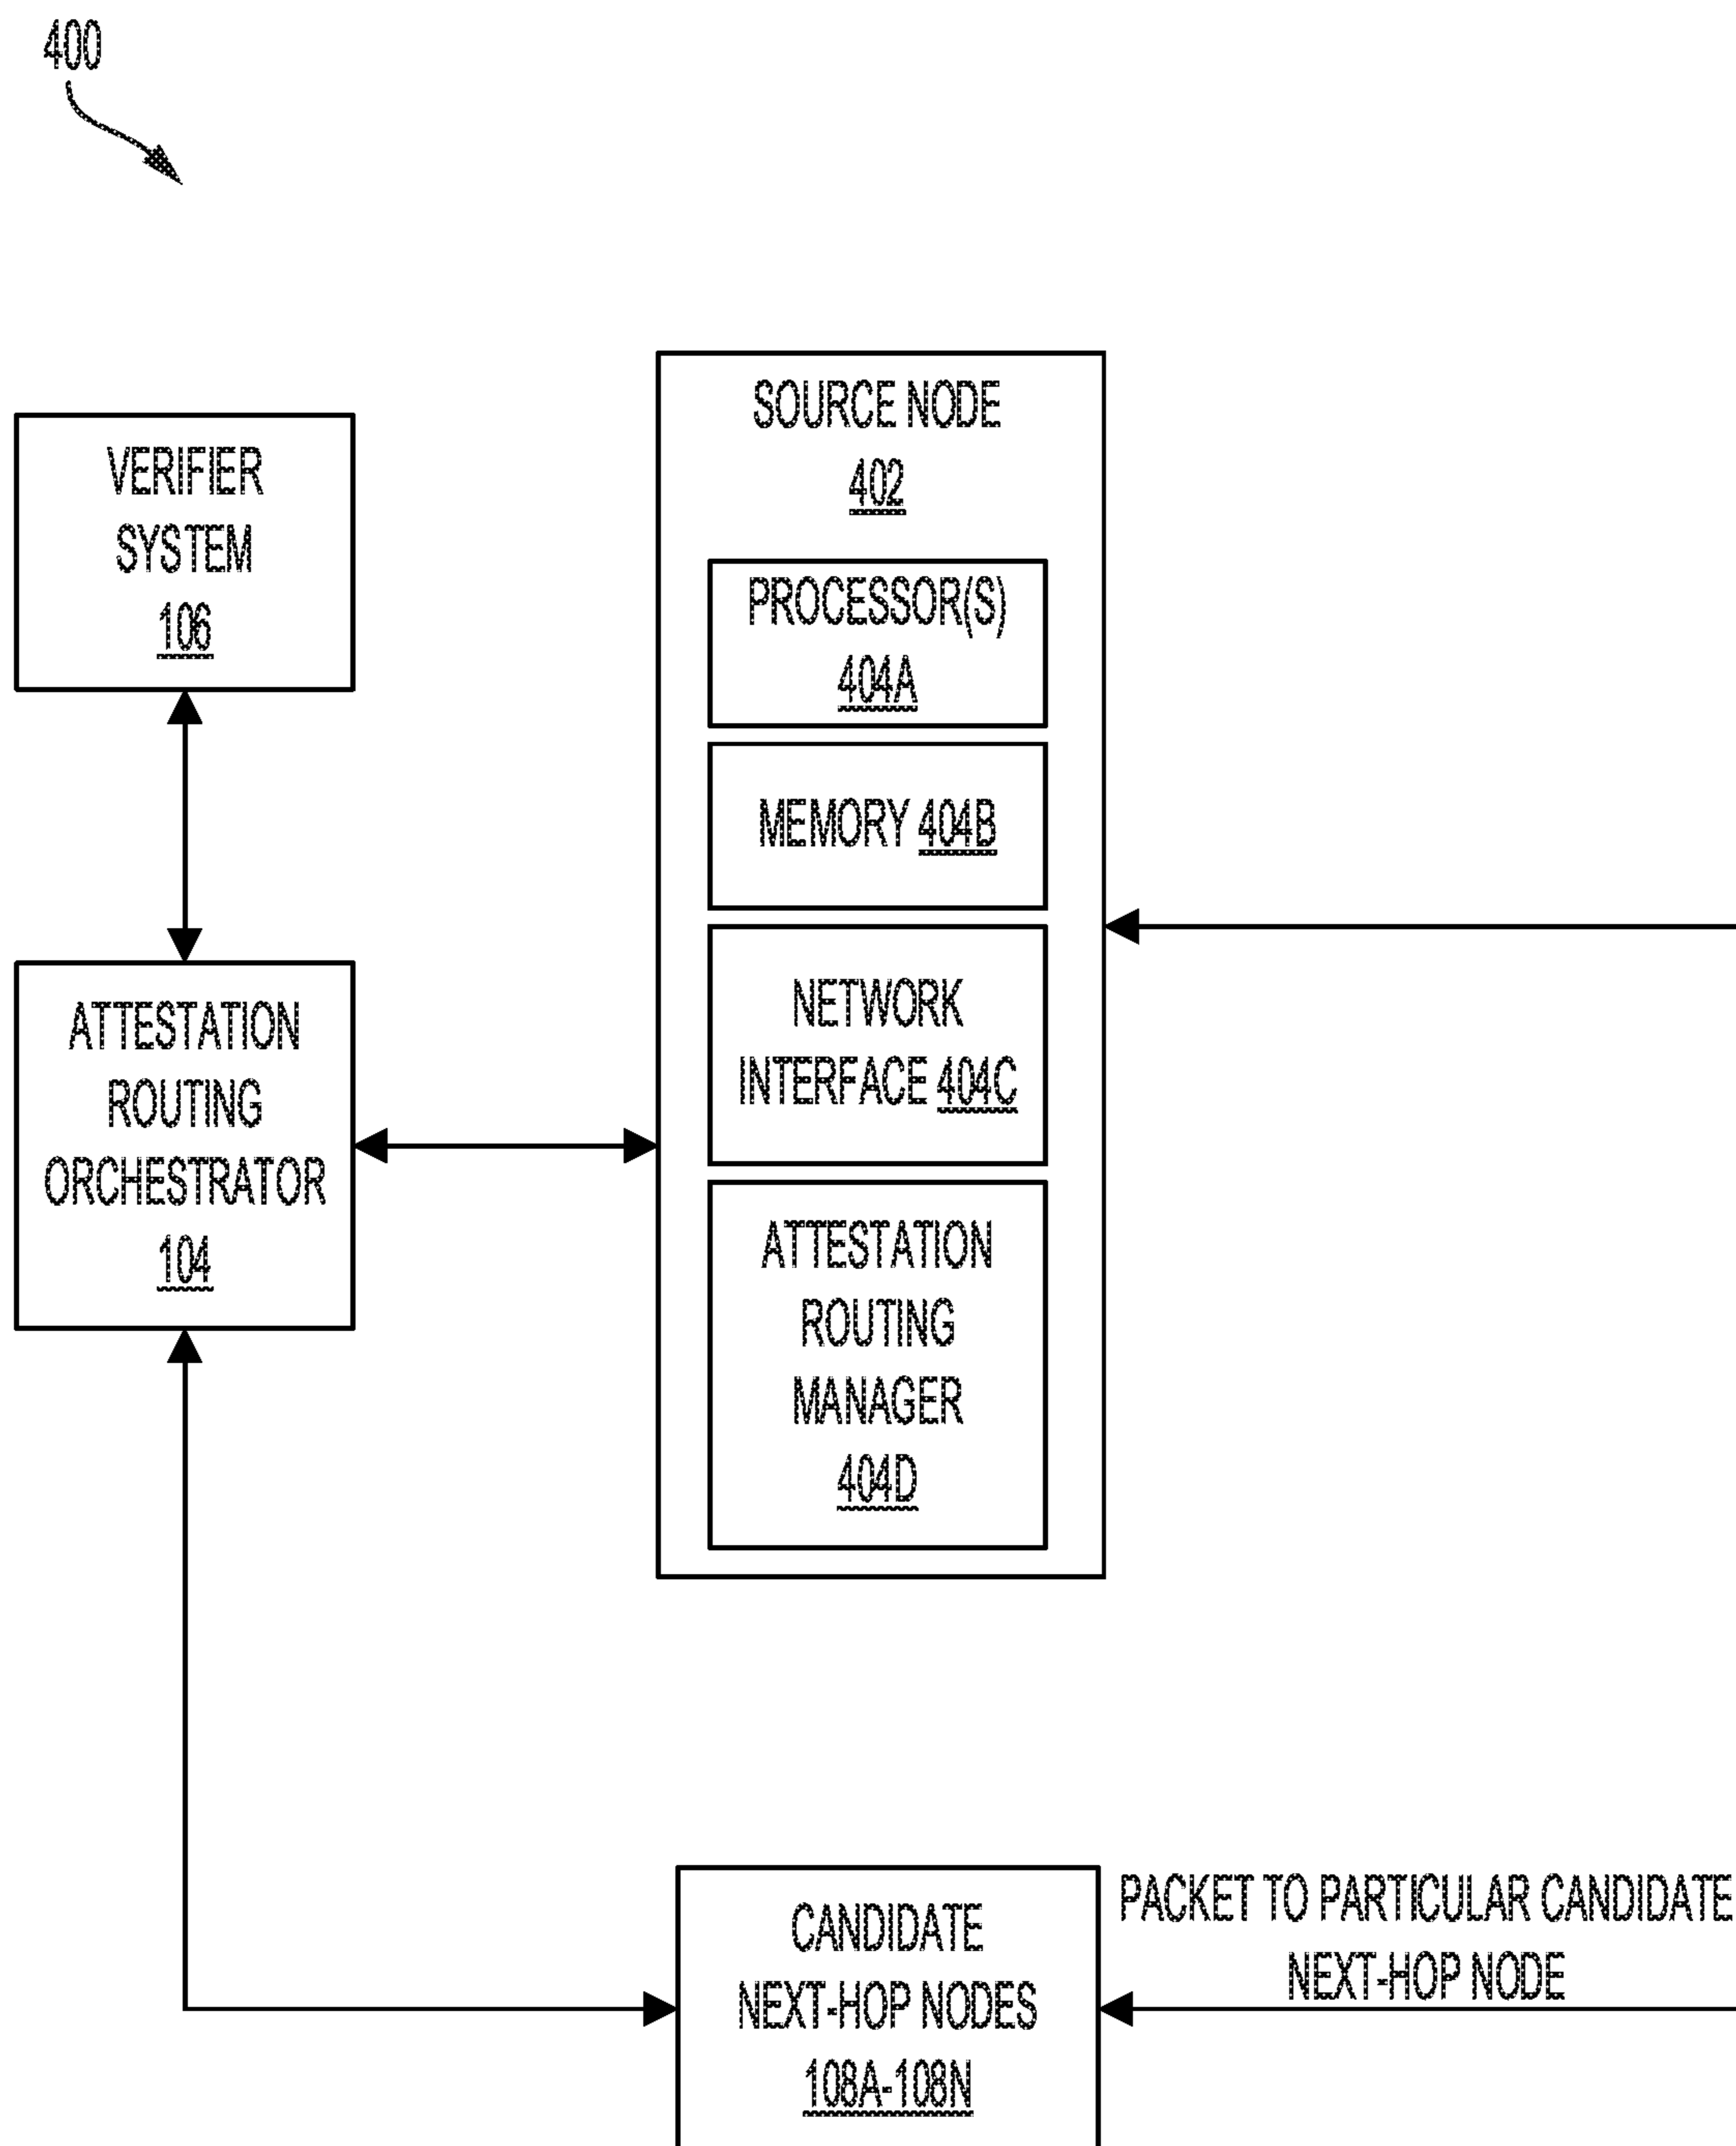 400
VERIFIER
SYSTEM
106
ATTESTATION
ROUTING
ORCHESTRATOR
104
SOURCE NODE
402
PROCESSOR(S)
404A
MEMORY 404B
NETWORK
INTERFACE 404C
ATTESTATION
ROUTING
MANAGER
404D
CANDIDATE
NEXT-HOP NODES
108A-108N
PACKET TO PARTICULAR CANDIDATE
NEXT-HOP NODE